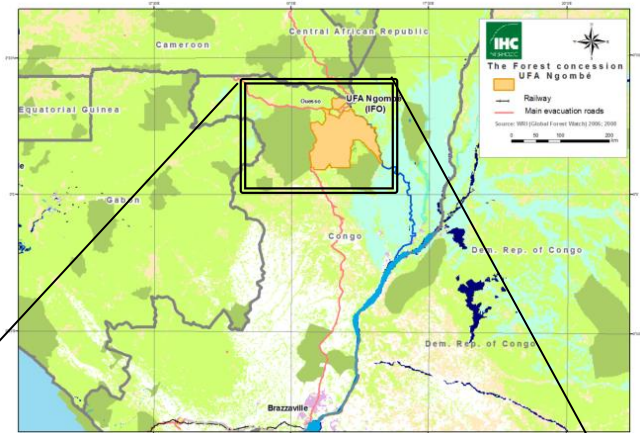 Central African Republic
Cameroon
IHC
The Forest concession
UFA Ngombé
Railway
Main evacuation roads
Equatorial Guinea
Ouesso
UFA Ngombé
(IFO)
Gabon
Congo
Dem. Rep. of Congo
Dem. Rep. of Congo
Brazzaville